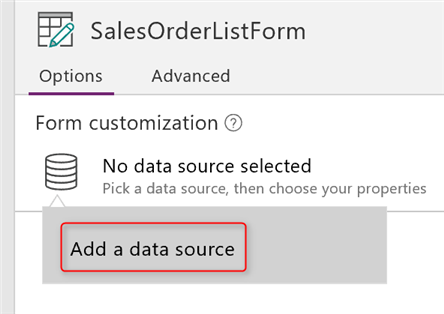 SalesOrderListForm
Options Advanced
Form customization ?
No data source selected
Pick a data source, then choose your properties
Add a data source